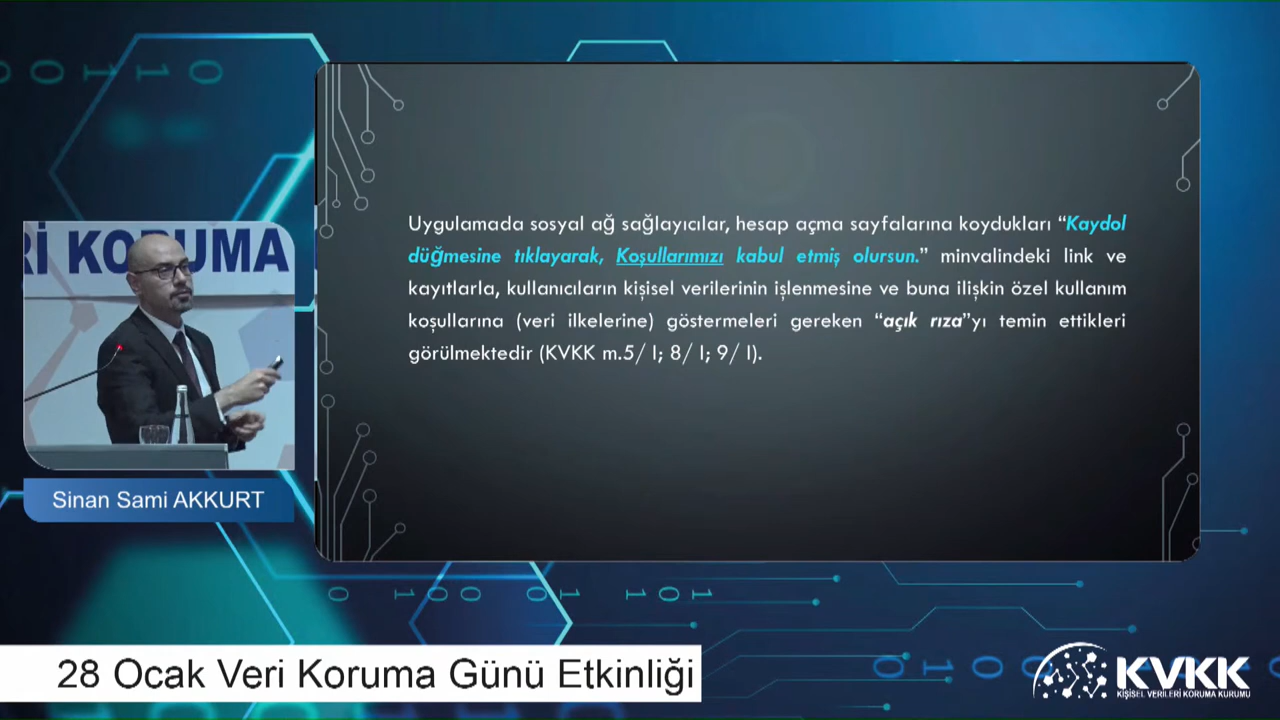 Uygulamada sosyal ağ sağlayıcılar, hesap açma sayfalarına koydukları “Kaydol
düğmesine tıklayarak, Koşullarımızı kabul etmiş olursun.” minvalindeki link ve
kayıtlarla, kullanıcıların kişisel verilerinin işlenmesine ve buna ilişkin özel kullanım
koşullarına (veri ilkelerine) göstermeleri gereken “açık rıza”yı temin ettikleri
görülmektedir (KVKK m.5/ I; 8/ I; 9/ I).
Rİ KORUMA
Sinan Sami AKKURT
28 Ocak Veri Koruma Günü Etkinliği
KVKK
KİŞİSEL VERİLERİ KORUMA KURUMU